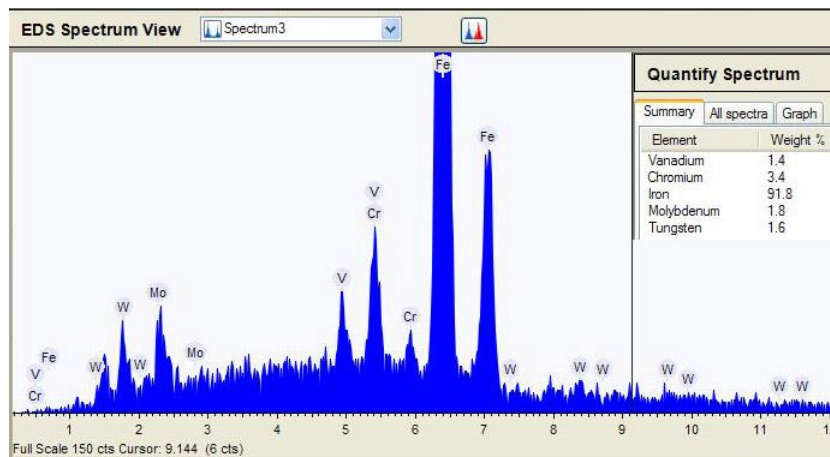 EDS Spectrum View Spectrum3
Quantify Spectrum
Summary All spectra Graph
Element Weight %
Vanadium 1.4
Chromium 3.4
Iron 91.8
Molybdenum 1.8
Tungsten 1.6
Fe
Fe
V
Cr
V
Mo
W
Cr
Fe
V
Cr
W
W
Mo
W
W
W
W
W
W
W
1 2 3 4 5 6 7 8 9 10 11 12
Full Scale 150 cts Cursor: 9.144 (6 cts)